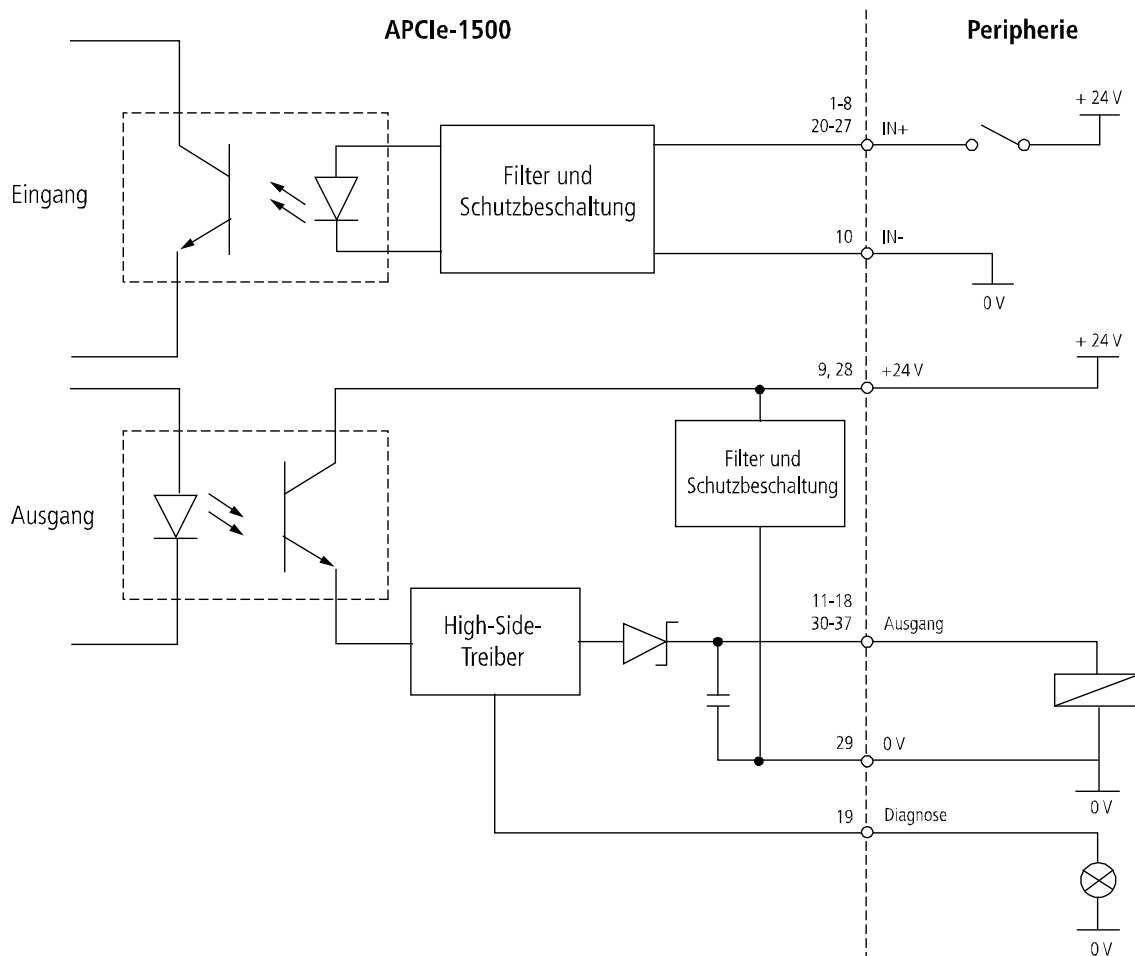 APCIe-1500
Peripherie
1-8
20-27
IN+
+ 24 V
Eingang
Filter und
Schutzbeschaltung
10
IN-
0 V
+ 24 V
9, 28
+24 V
Filter und
Schutzbeschaltung
Ausgang
High-Side-
Treiber
11-18
30-37
Ausgang
29
0 V
0 V
19
Diagnose
0 V